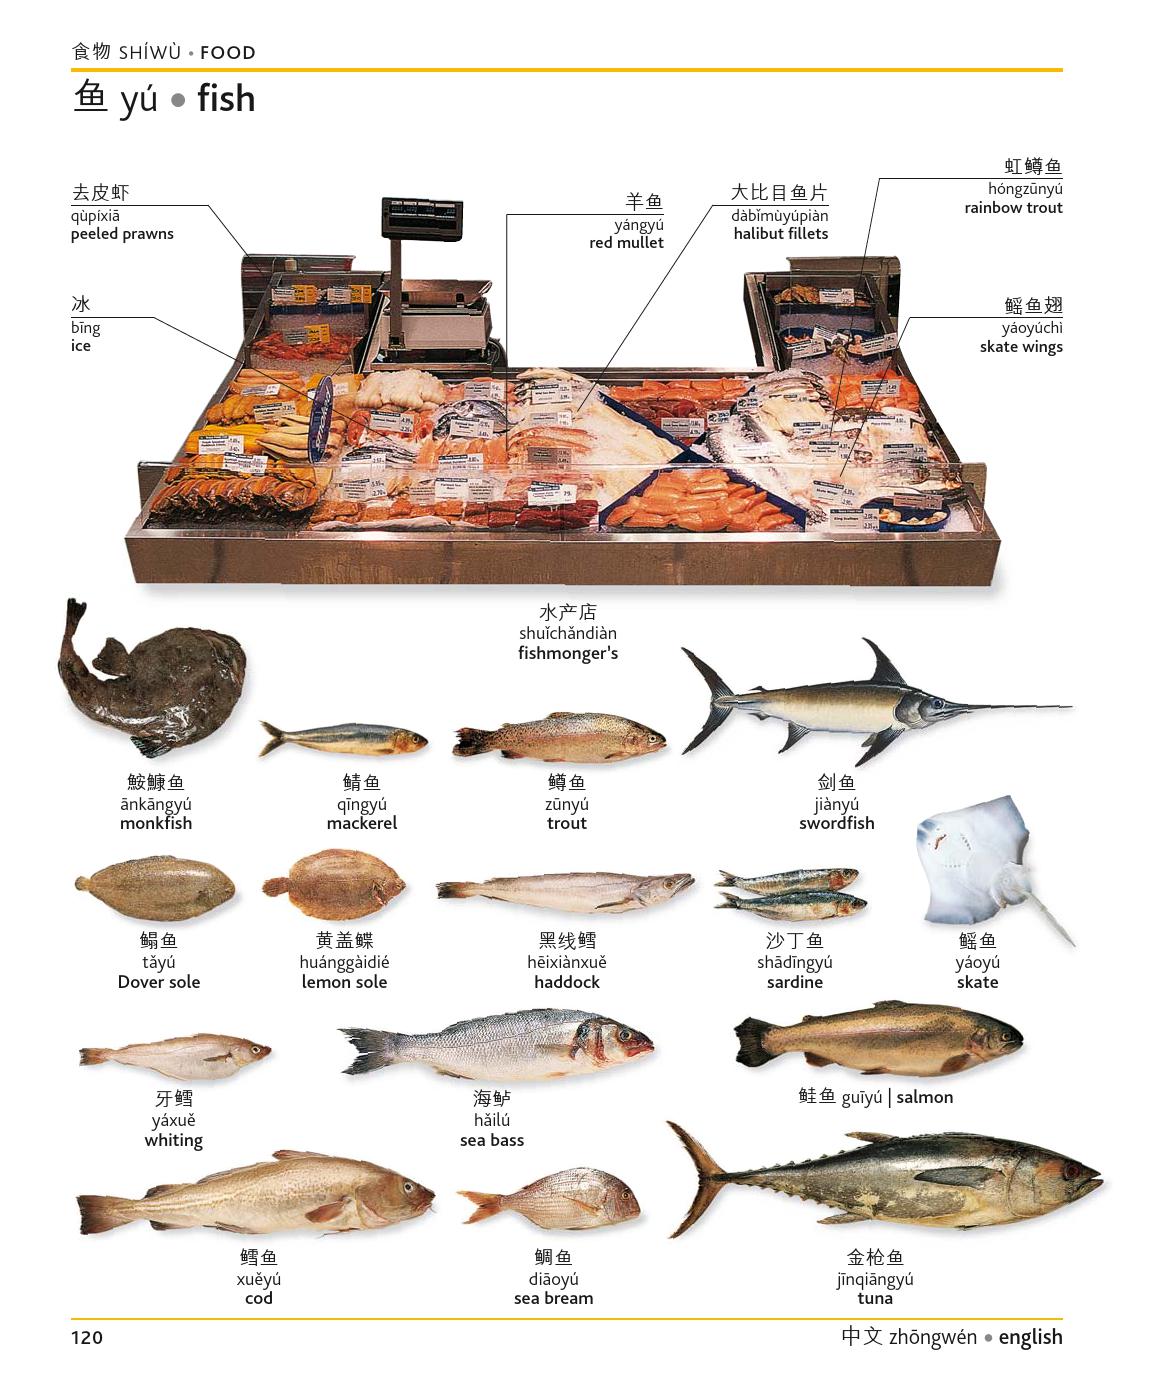 食物 SHÍWÙ • FOOD
鱼 yú • fish
去皮虾
qùpíxiā
peeled prawns
冰
bīng
ice
羊鱼
yángyú
red mullet
大比目鱼片
dàbǐmùyúpiàn
halibut fillets
虹鳟鱼
hóngzūnyú
rainbow trout
鳐鱼翅
yáoyúchì
skate wings
水产店
shuǐchǎndiàn
fishmonger's
鮟鱇鱼
ānkāngyú
monkfish
鲭鱼
qīngyú
mackerel
鳟鱼
zūnyú
trout
剑鱼
jiànyú
swordfish
鳎鱼
tǎyú
Dover sole
黄盖鲽
huánggàidié
lemon sole
黑线鳕
hēixiànxuě
haddock
沙丁鱼
shādīngyú
sardine
鳐鱼
yáoyú
skate
牙鳕
yáxuě
whiting
海鲈
hǎilú
sea bass
鲑鱼 guīyú | salmon
鳕鱼
xuěyú
cod
鲷鱼
diāoyú
sea bream
金枪鱼
jīnqiāngyú
tuna
120
中文 zhōngwén • english